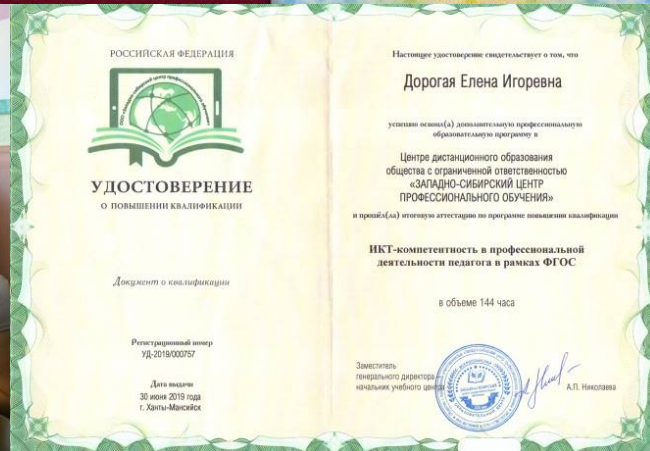 РОССИЙСКАЯ ФЕДЕРАЦИЯ
УДОСТОВЕРЕНИЕ
О ПОВЫШЕНИИ КВАЛИФИКАЦИИ
Документ о квалификации
Регистрационный номер
УД-2019/000757
Дата выдачи
30 июня 2019 года
г. Ханты-Мансийск
Настоящее удостоверение свидетельствует о том, что
Дорогая Елена Игоревна
успешно освоил(а) дополнительную профессиональную
образовательную программу в
Центре дистанционного образования
общества с ограниченной ответственностью
«ЗАПАДНО-СИБИРСКИЙ ЦЕНТР
ПРОФЕССИОНАЛЬНОГО ОБУЧЕНИЯ»
и прошёл(ла) итоговую аттестацию по программе повышения квалификации
ИКТ-компетентность в профессиональной
деятельности педагога в рамках ФГОС
в объеме 144 часа
Заместитель
генерального директора –
начальник учебного центра
А.П. Николаева